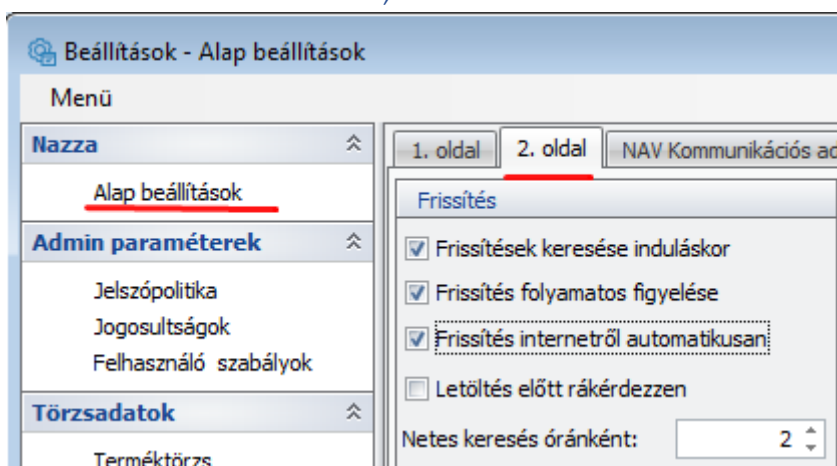 Beállítások - Alap beállítások
Menü
Nazza
Alap beállítások
Admin paraméterek
Jelszópolitika
Jogosultságok
Felhasználó szabályok
Törzsadatok
Terméktörzs
1. oldal 2. oldal NAV Kommunikációs
Frissítés
Frissítések keresése induláskor
Frissítés folyamatos figyelése
Frissítés internetről automatikusan
Letöltés előtt rákérdezzen
Netes keresés óránként: 2